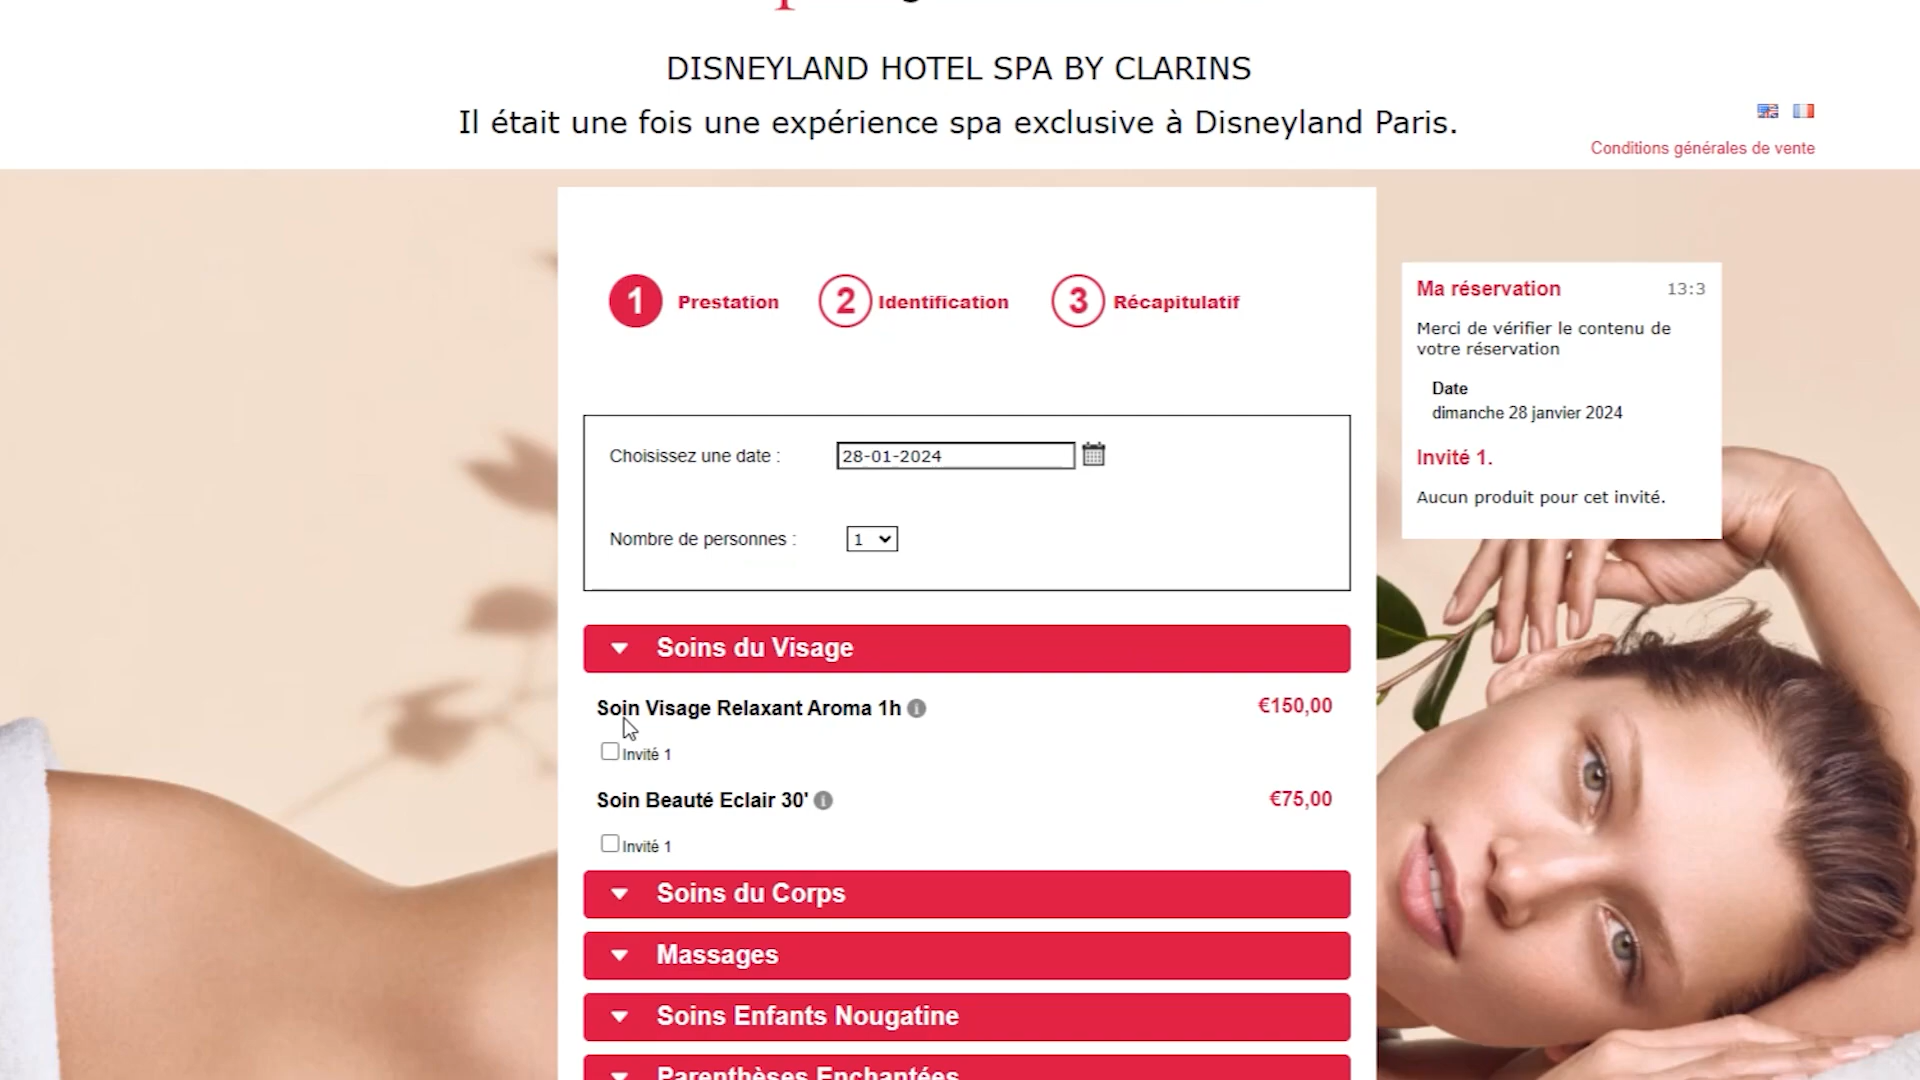 DISNEYLAND HOTEL SPA BY CLARINS
Il était une fois une expérience spa exclusive à Disneyland Paris.
Conditions générales de vente
1 Prestation 2 Identification 3 Récapitulatif
Ma réservation 13:3
Merci de vérifier le contenu de
votre réservation
Date
dimanche 28 janvier 2024
Invité 1.
Aucun produit pour cet invité.
Choisissez une date : 28-01-2024
Nombre de personnes : 1
Soins du Visage
Soin Visage Relaxant Aroma 1h €150,00
Invité 1
Soin Beauté Eclair 30' €75,00
Invité 1
Soins du Corps
Massages
Soins Enfants Nougatine
Parenthèses Enchantées